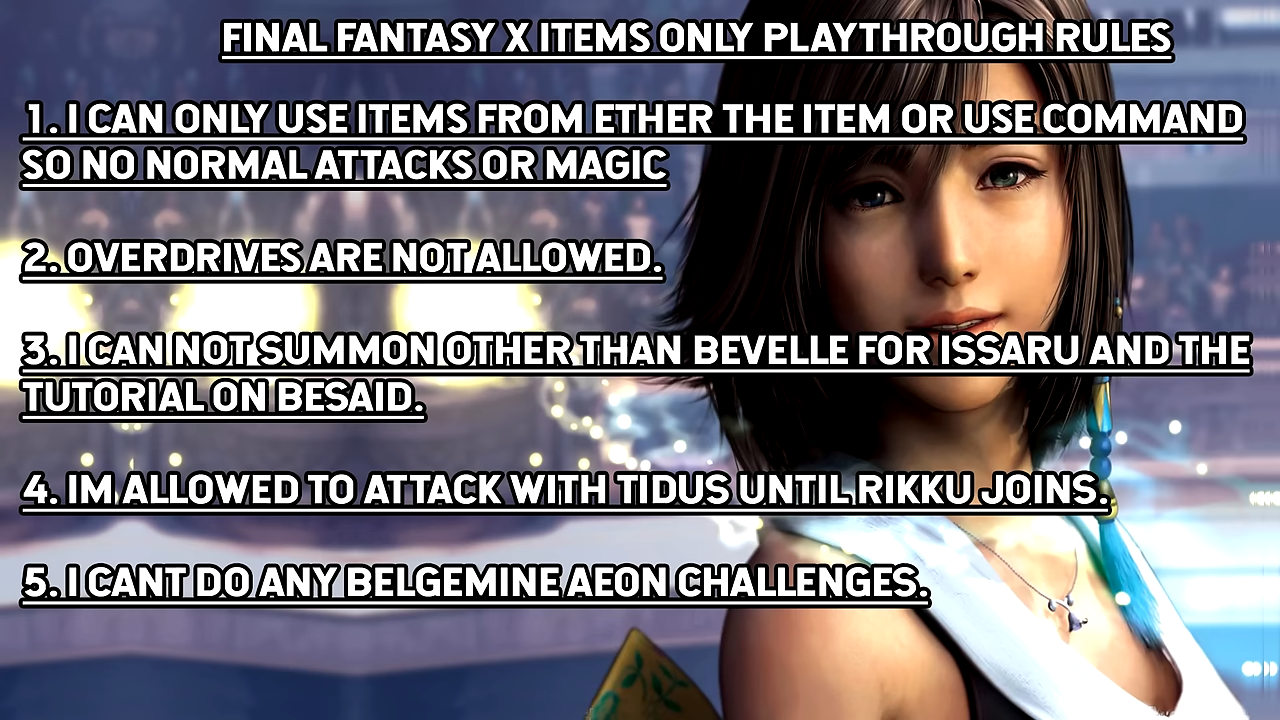 FINAL FANTASY X ITEMS ONLY PLAYTHROUGH RULES
1. I CAN ONLY USE ITEMS FROM ETHER THE ITEM OR USE COMMAND
SO NO NORMAL ATTACKS OR MAGIC
2. OVERDRIVES ARE NOT ALLOWED.
3. I CAN NOT SUMMON OTHER THAN BEVELLE FOR ISSARU AND THE
TUTORIAL ON BESAID.
4. IM ALLOWED TO ATTACK WITH TIDUS UNTIL RIKKU JOINS.
5. I CANT DO ANY BELGEMINE AEON CHALLENGES.